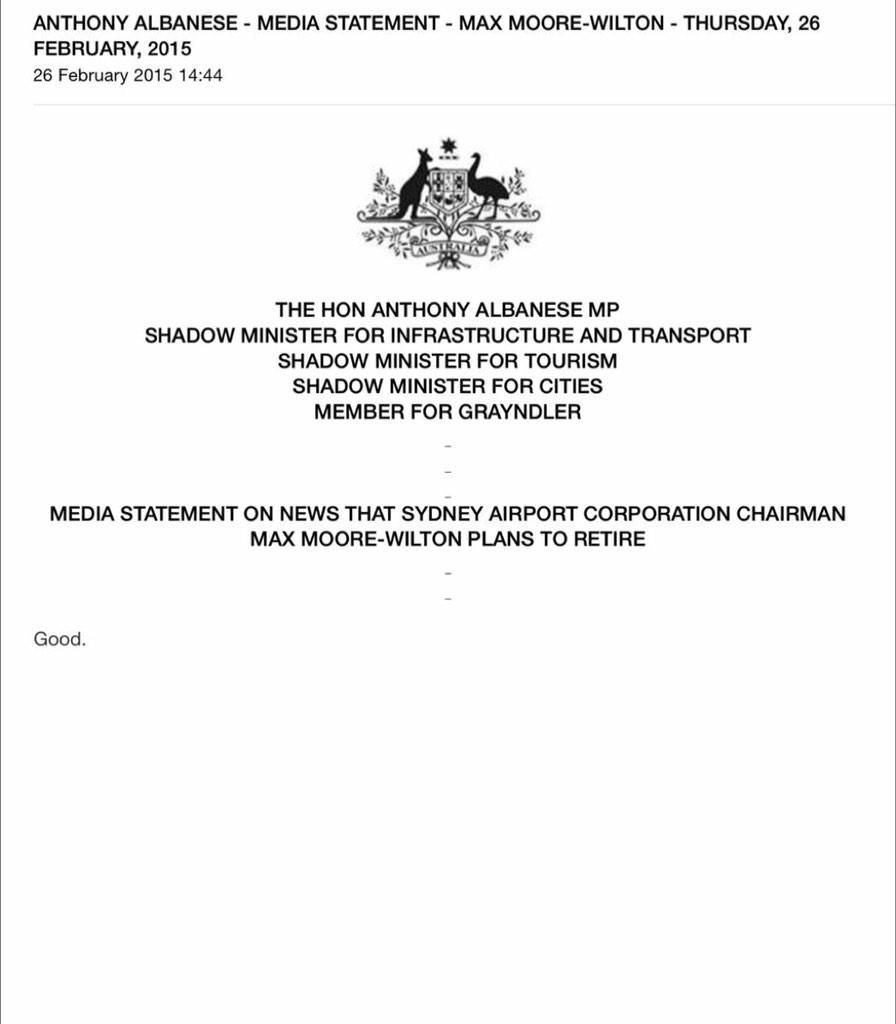 ANTHONY ALBANESE - MEDIA STATEMENT - MAX MOORE-WILTON - THURSDAY, 26
FEBRUARY, 2015
26 February 2015 14:44
AUSTRALIA
THE HON ANTHONY ALBANESE MP
SHADOW MINISTER FOR INFRASTRUCTURE AND TRANSPORT
SHADOW MINISTER FOR TOURISM
SHADOW MINISTER FOR CITIES
MEMBER FOR GRAYNDLER
–
–
–
MEDIA STATEMENT ON NEWS THAT SYDNEY AIRPORT CORPORATION CHAIRMAN
MAX MOORE-WILTON PLANS TO RETIRE
–
–
Good.